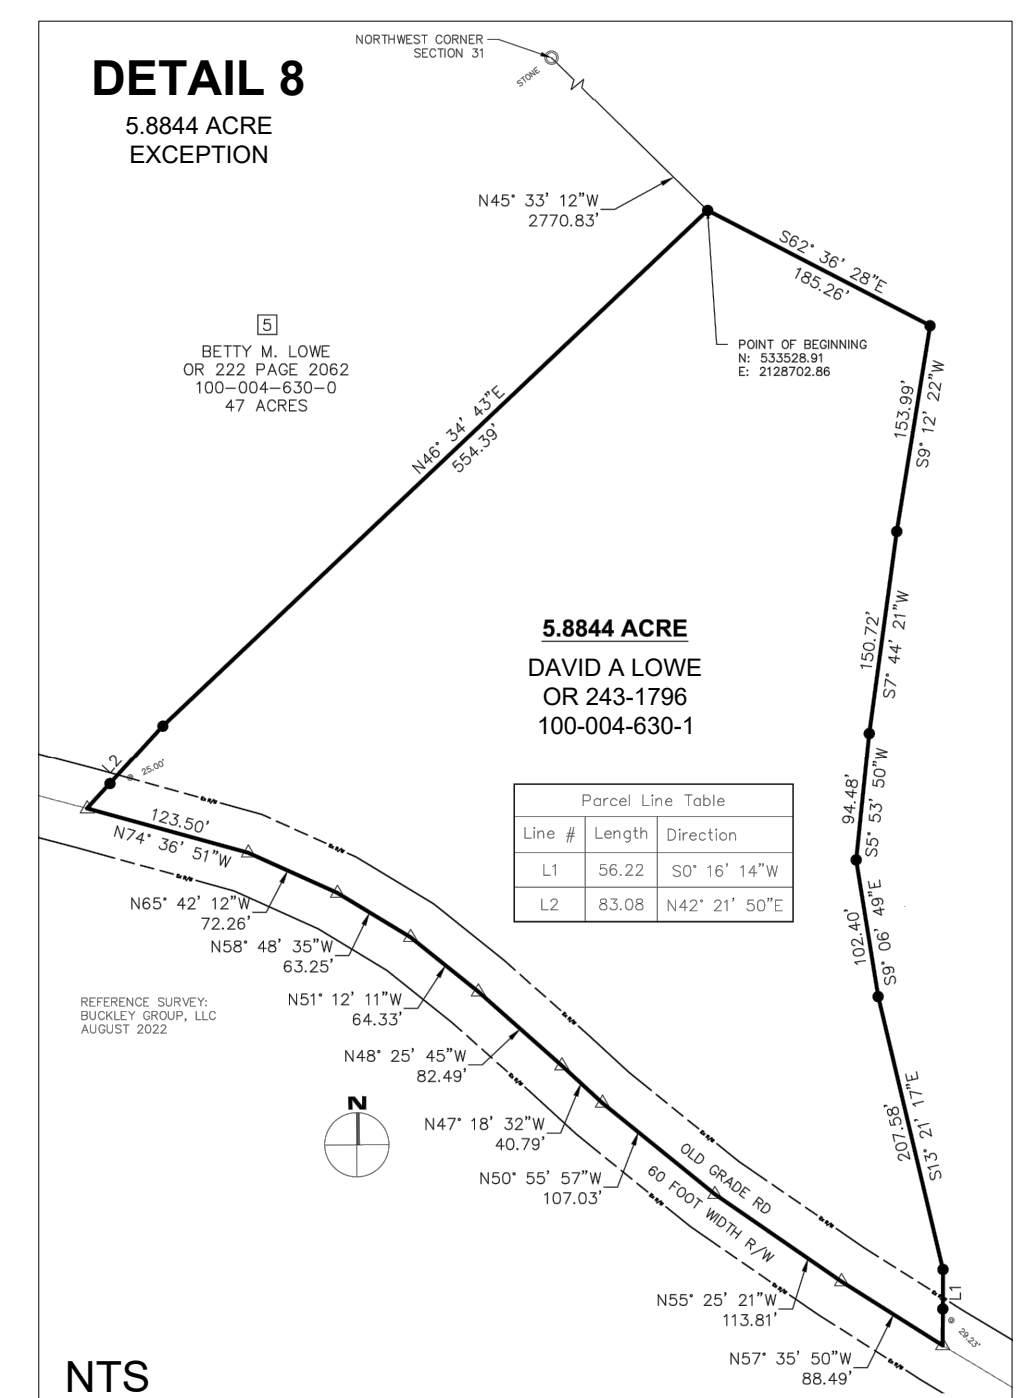 DETAIL 8
5.8844 ACRE
EXCEPTION
NORTHWEST CORNER
SECTION 31
STONE
N45° 33' 12"W
2770.83'
S62° 36' 28"E
185.26'
POINT OF BEGINNING
N: 533528.91
E: 2128702.86
5
BETTY M. LOWE
OR 222 PAGE 2062
100-004-630-0
47 ACRES
N46° 34' 43"E
554.39'
153.99'
S9° 12' 22"W
150.72'
S7° 44' 21"W
5.8844 ACRE
DAVID A LOWE
OR 243-1796
100-004-630-1
94.48'
S5° 53' 50"W
Parcel Line Table
Line # Length Direction
L1 56.22 S0° 16' 14"W
L2 83.08 N42° 21' 50"E
L2
@ 25.00'
123.50'
N74° 36' 51"W
N65° 42' 12"W
72.26'
N58° 48' 35"W
63.25'
N51° 12' 11"W
64.33'
102.40'
S9° 06' 49"E
REFERENCE SURVEY:
BUCKLEY GROUP, LLC
AUGUST 2022
N48° 25' 45"W
82.49'
N
N47° 18' 32"W
40.79'
N50° 55' 57"W
107.03'
207.58'
S13° 21' 17"E
OLD GRADE RD
60 FOOT WIDTH R/W
N55° 25' 21"W
113.81'
L1
@ 29.23'
N57° 35' 50"W
88.49'
NTS